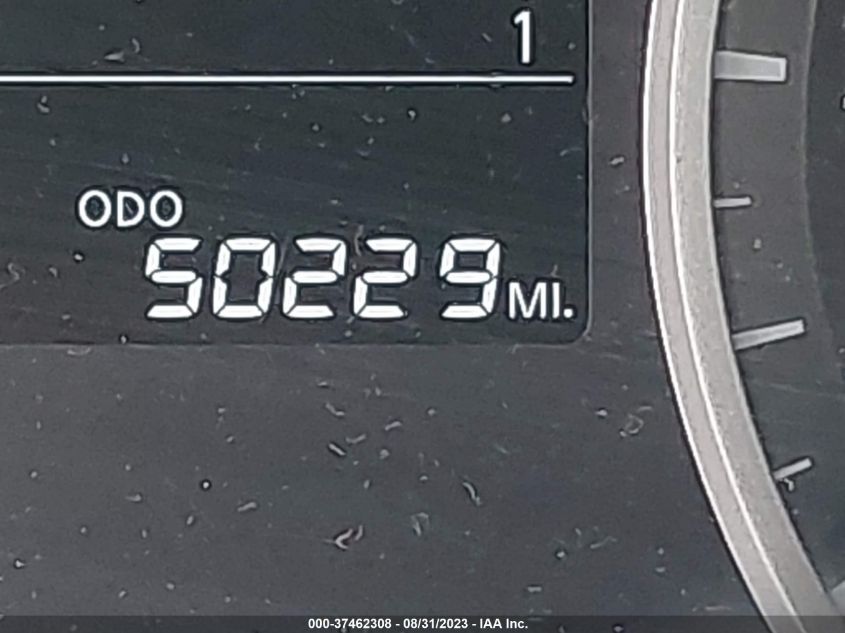 1
ODO
50229 MI.
000-37462308 - 08/31/2023 - IAA Inc.